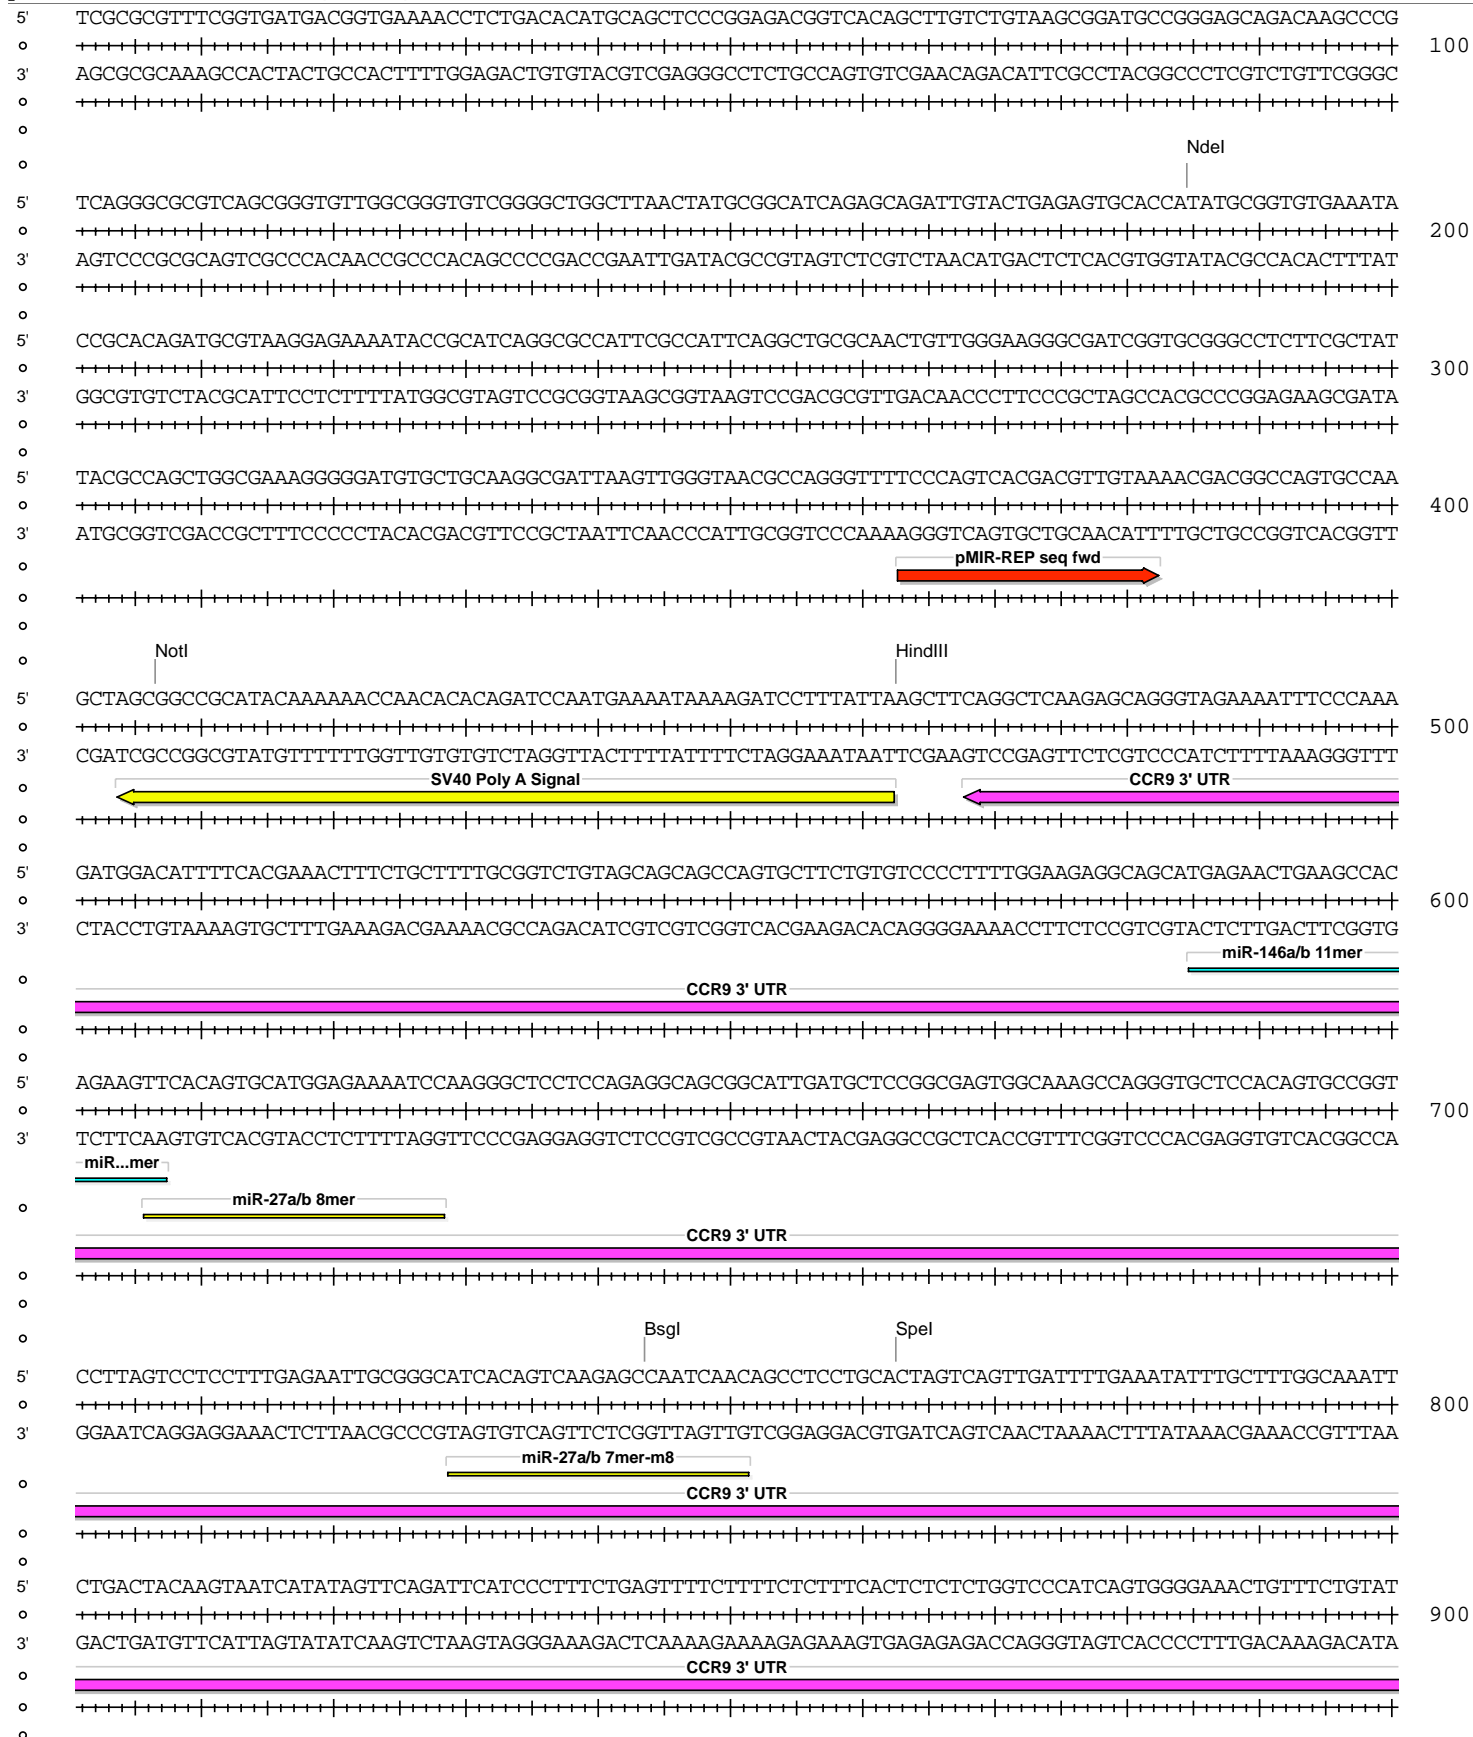 5' TCGCGCGTTTCGGTGATGACGGTGAAAACCTCTGACACATGCAGCTCCCGGAGACGGTCACAGCTTGTCTGTAAGCGGATGCCGGGAGCAGACAAGCCCG
100
3' AGCGCGCAAAGCCACTACTGCCACTTTTGGAGACTGTGTACGTCGAGGGCCTCTGCCAGTGTCGAACAGACATTCGCCTACGGCCCTCGTCTGTTCGGGC
NdeI
5' TCAGGGCGCGTCAGCGGGTGTTGGCGGGTGTCGGGGCTGGCTTAACTATGCGGCATCAGAGCAGATTGTACTGAGAGTGCACCATATGCGGTGTGAAATA
200
3' AGTCCCGCGCAGTCGCCCACAACCGCCCACAGCCCCGACCGAATTGATACGCCGTAGTCTCGTCTAACATGACTCTCACGTGGTATACGCCACACTTTAT
5' CCGCACAGATGCGTAAGGAGAAAATACCGCATCAGGCGCCATTCGCCATTCAGGCTGCGCAACTGTTGGGAAGGGCGATCGGTGCGGGCCTCTTCGCTAT
300
3' GGCGTGTCTACGCATTCCTCTTTTATGGCGTAGTCCGCGGTAAGCGGTAAGTCCGACGCGTTGACAACCCTTCCCGCTAGCCACGCCCGGAGAAGCGATA
5' TACGCCAGCTGGCGAAAGGGGGATGTGCTGCAAGGCGATTAAGTTGGGTAACGCCAGGGTTTTCCCAGTCACGACGTTGTAAAACGACGGCCAGTGCCAA
400
3' ATGCGGTCGACCGCTTTCCCCCTACACGACGTTCCGCTAATTCAACCCATTGCGGTCCCAAAAGGGTCAGTGCTGCAACATTTTGCTGCCGGTCACGGTT
pMIR-REP seq fwd
NotI HindIII
5' GCTAGCGGCCGCATACAAAAAACCAACACACAGATCCAATGAAAATAAAAGATCCTTTATTAAGCTTCAGGCTCAAGAGCAGGGTAGAAAATTTCCCAAA
500
3' CGATCGCCGGCGTATGTTTTTTGGTTGTGTGTCTAGGTTACTTTTATTTTCTAGGAAATAATTCGAAGTCCGAGTTCTCGTCCCATCTTTTAAAGGGTTT
SV40 Poly A Signal CCR9 3' UTR
5' GATGGACATTTTCACGAAACTTTCTGCTTTTGCGGTCTGTAGCAGCAGCCAGTGCTTCTGTGTCCCCTTTTGGAAGAGGCAGCATGAGAACTGAAGCCAC
600
3' CTACCTGTAAAAGTGCTTTGAAAGACGAAAACGCCAGACATCGTCGTCGGTCACGAAGACACAGGGGAAAACCTTCTCCGTCGTACTCTTGACTTCGGTG
miR-146a/b 11mer
CCR9 3' UTR
5' AGAAGTTCACAGTGCATGGAGAAAATCCAAGGGCTCCTCCAGAGGCAGCGGCATTGATGCTCCGGCGAGTGGCAAAGCCAGGGTGCTCCACAGTGCCGGT
700
3' TCTTCAAGTGTCACGTACCTCTTTTAGGTTCCCGAGGAGGTCTCCGTCGCCGTAACTACGAGGCCGCTCACCGTTTCGGTCCCACGAGGTGTCACGGCCA
miR...mer
miR-27a/b 8mer
CCR9 3' UTR
BsgI SpeI
5' CCTTAGTCCTCCTTTGAGAATTGCGGGCATCACAGTCAAGAGCCAATCAACAGCCTCCTGCACTAGTCAGTTGATTTTGAAATATTTGCTTTGGCAAATT
800
3' GGAATCAGGAGGAAACTCTTAACGCCCGTAGTGTCAGTTCTCGGTTAGTTGTCGGAGGACGTGATCAGTCAACTAAAACTTTATAAACGAAACCGTTTAA
miR-27a/b 7mer-m8
CCR9 3' UTR
5' CTGACTACAAGTAATCATATAGTTCAGATTCATCCCTTTCTGAGTTTTCTTTTCTCTTTCACTCTCTCTGGTCCCATCAGTGGGGAAACTGTTTCTGTAT
900
3' GACTGATGTTCATTAGTATATCAAGTCTAAGTAGGGAAAGACTCAAAAGAAAAGAGAAAGTGAGAGAGACCAGGGTAGTCACCCCTTTGACAAAGACATA
CCR9 3' UTR